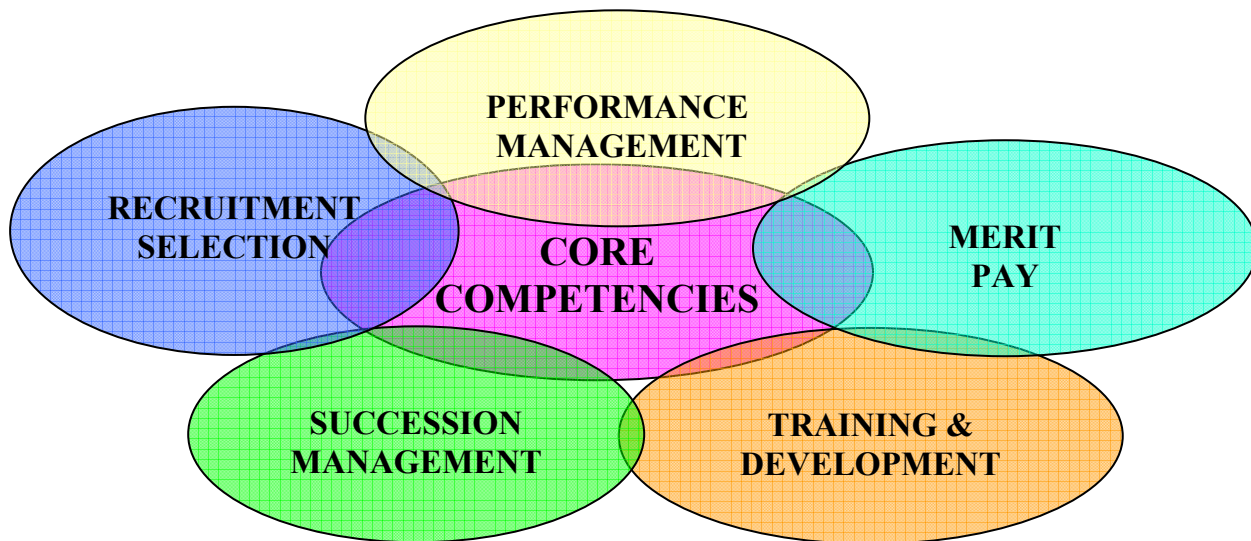 PERFORMANCE
MANAGEMENT
RECRUITMENT
SELECTION
CORE
COMPETENCIES
MERIT
PAY
SUCCESSION
MANAGEMENT
TRAINING &
DEVELOPMENT